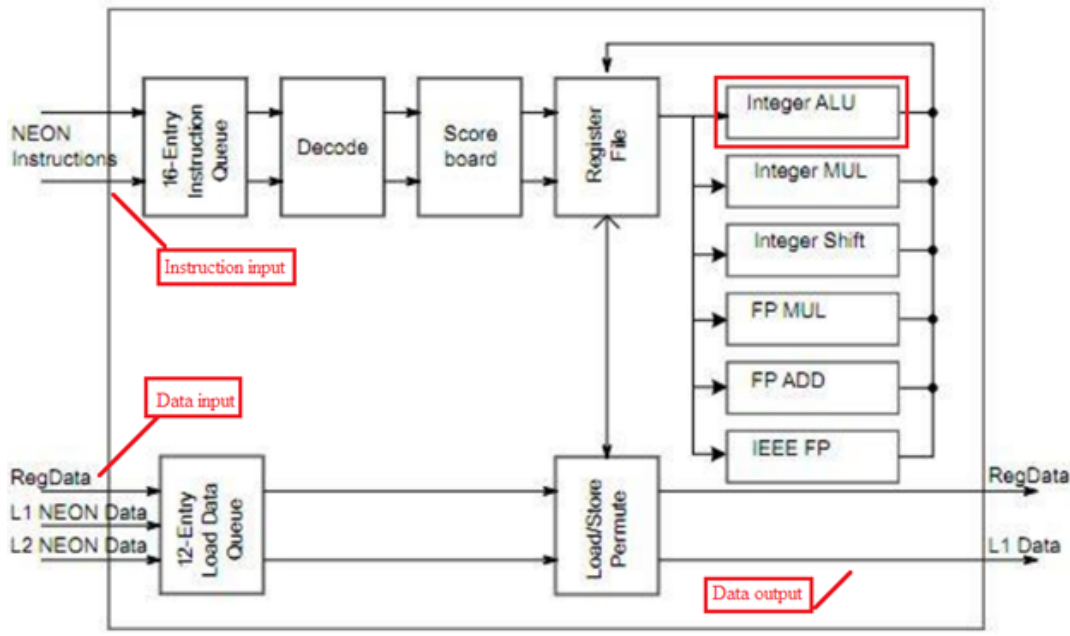 NEON
Instructions
16-Entry
Instruction
Queue
Decode
Score
board
Register
File
Integer ALU
Integer MUL
Integer Shift
FP MUL
FP ADD
IEEE FP
Instruction input
Data input
RegData
L1 NEON Data
L2 NEON Data
12-Entry
Load Data
Queue
Load/Store
Permute
RegData
L1 Data
Data output